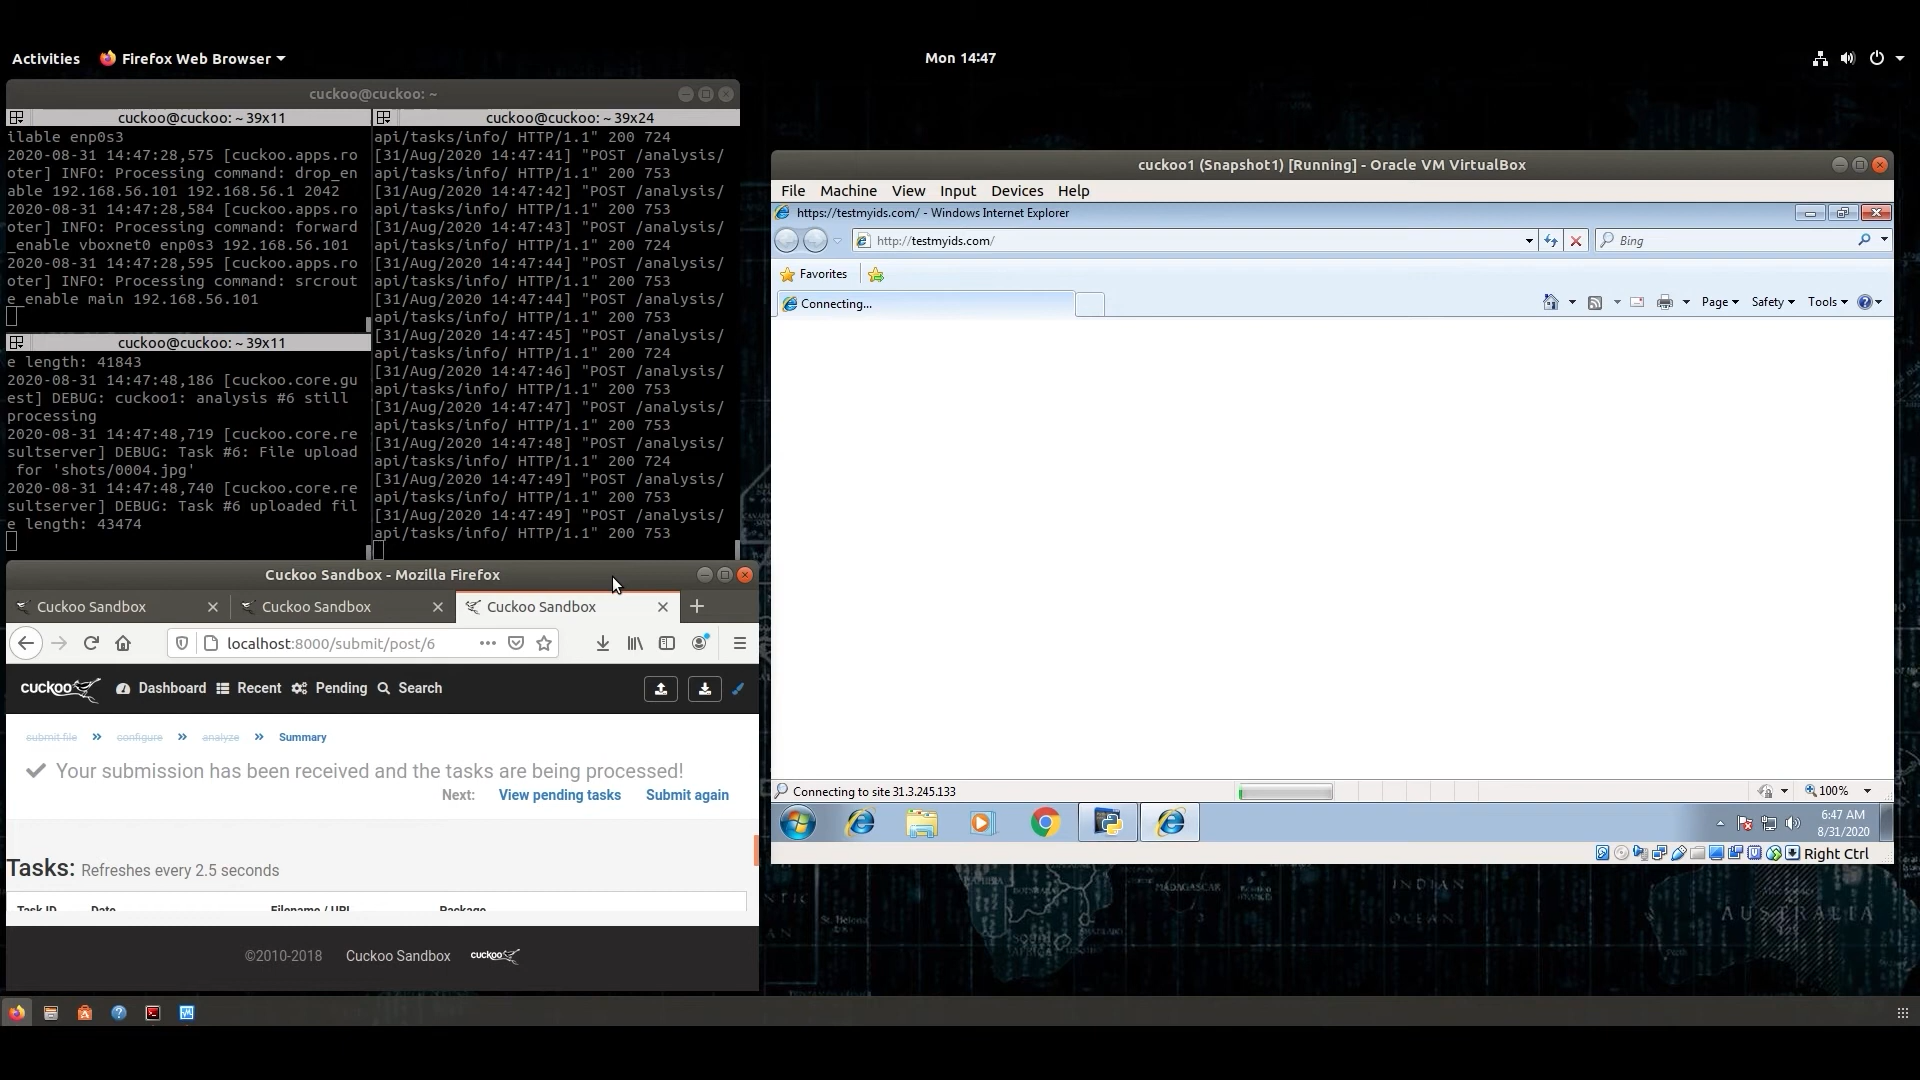 Activities
Firefox Web Browser
Mon 14:47
cuckoo@cuckoo: ~
cuckoo@cuckoo: ~ 39x11
ilable enp0s3
2020-08-31 14:47:28,575 [cuckoo.apps.ro
oter] INFO: Processing command: drop_en
able 192.168.56.101 192.168.56.1 2042
2020-08-31 14:47:28,584 [cuckoo.apps.ro
oter] INFO: Processing command: forward
_enable vboxnet0 enp0s3 192.168.56.101
2020-08-31 14:47:28,595 [cuckoo.apps.ro
oter] INFO: Processing command: srcrout
e_enable main 192.168.56.101
cuckoo@cuckoo: ~ 39x11
e length: 41843
2020-08-31 14:47:48,186 [cuckoo.core.gu
est] DEBUG: cuckoo1: analysis #6 still
processing
2020-08-31 14:47:48,719 [cuckoo.core.re
sultserver] DEBUG: Task #6: File upload
for 'shots/0004.jpg'
2020-08-31 14:47:48,740 [cuckoo.core.re
sultserver] DEBUG: Task #6 uploaded fil
e length: 43474
cuckoo@cuckoo: ~ 39x24
api/tasks/info/ HTTP/1.1" 200 724
[31/Aug/2020 14:47:41] "POST /analysis/
api/tasks/info/ HTTP/1.1" 200 753
[31/Aug/2020 14:47:42] "POST /analysis/
api/tasks/info/ HTTP/1.1" 200 753
[31/Aug/2020 14:47:43] "POST /analysis/
api/tasks/info/ HTTP/1.1" 200 724
[31/Aug/2020 14:47:44] "POST /analysis/
api/tasks/info/ HTTP/1.1" 200 753
[31/Aug/2020 14:47:44] "POST /analysis/
api/tasks/info/ HTTP/1.1" 200 753
[31/Aug/2020 14:47:45] "POST /analysis/
api/tasks/info/ HTTP/1.1" 200 724
[31/Aug/2020 14:47:46] "POST /analysis/
api/tasks/info/ HTTP/1.1" 200 753
[31/Aug/2020 14:47:47] "POST /analysis/
api/tasks/info/ HTTP/1.1" 200 753
[31/Aug/2020 14:47:48] "POST /analysis/
api/tasks/info/ HTTP/1.1" 200 724
[31/Aug/2020 14:47:49] "POST /analysis/
api/tasks/info/ HTTP/1.1" 200 753
[31/Aug/2020 14:47:49] "POST /analysis/
api/tasks/info/ HTTP/1.1" 200 753
Cuckoo Sandbox - Mozilla Firefox
Cuckoo Sandbox
Cuckoo Sandbox
Cuckoo Sandbox
localhost:8000/submit/post/6
cuckoo
Dashboard
Recent
Pending
Search
submit file » configure » analyze » Summary
Your submission has been received and the tasks are being processed!
Next: View pending tasks Submit again
Tasks: Refreshes every 2.5 seconds
Task ID Date Filename / URL Package
©2010-2018 Cuckoo Sandbox cuckoo
cuckoo1 (Snapshot1) [Running] - Oracle VM VirtualBox
File Machine View Input Devices Help
https://testmyids.com/ - Windows Internet Explorer
http://testmyids.com/
Bing
Favorites
Connecting...
Page Safety Tools
Connecting to site 31.3.245.133
100%
6:47 AM
8/31/2020
Right Ctrl
MADAGASCAR
INDIAN
OCEAN
AUSTRALIA
St. Helena